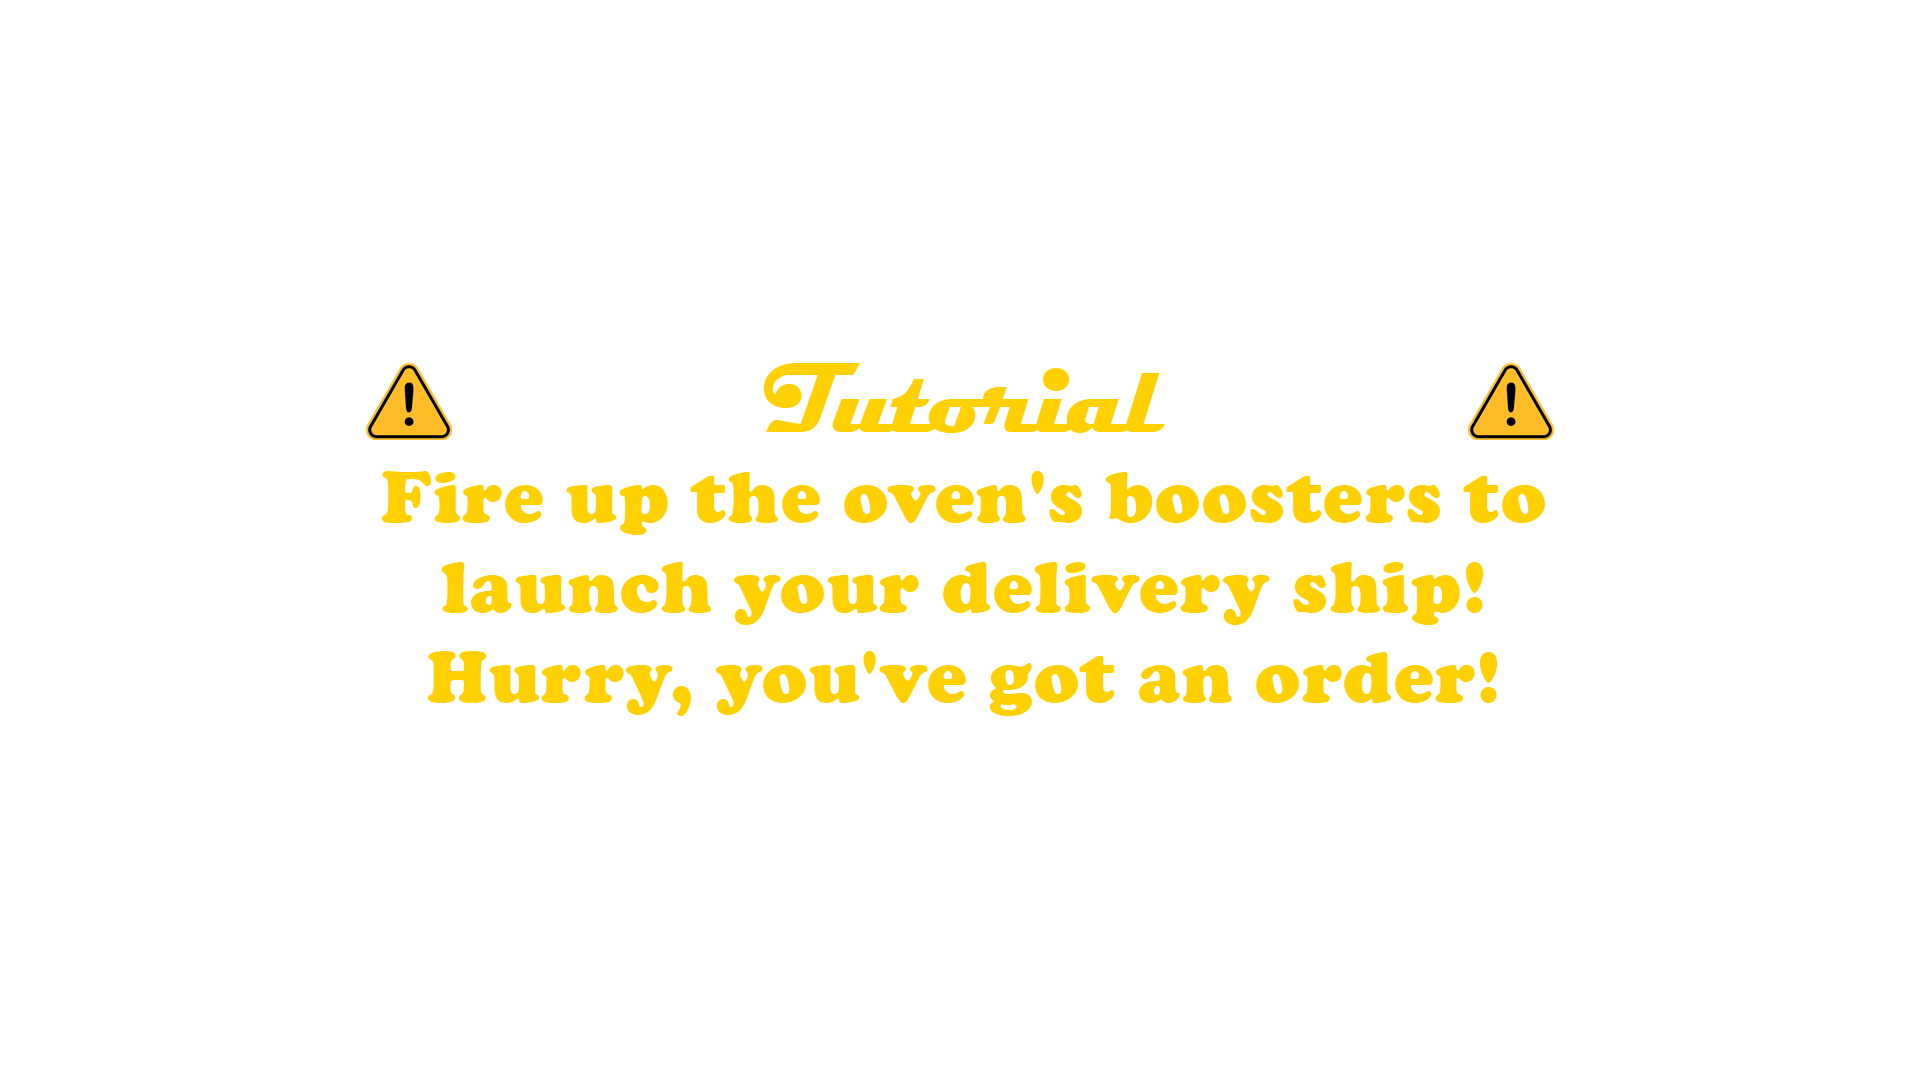 Tutorial
Fire up the oven's boosters to
launch your delivery ship!
Hurry, you've got an order!